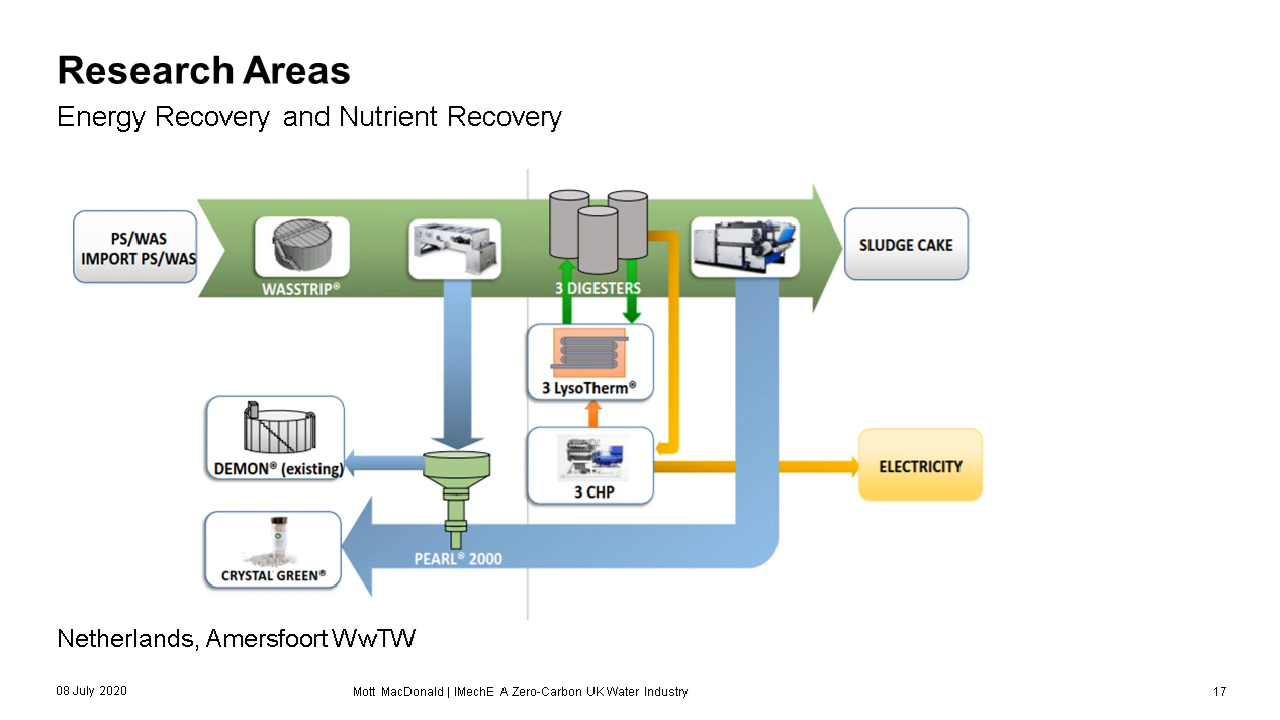 Research Areas
Energy Recovery and Nutrient Recovery
PS/WAS
IMPORT PS/WAS
WASSTRIP®
3 DIGESTERS
SLUDGE CAKE
3 LysoTherm®
DEMON® (existing)
3 CHP
ELECTRICITY
PEARL® 2000
CRYSTAL GREEN®
Netherlands, Amersfoort WwTW
08 July 2020
Mott MacDonald | IMechE A Zero-Carbon UK Water Industry
17